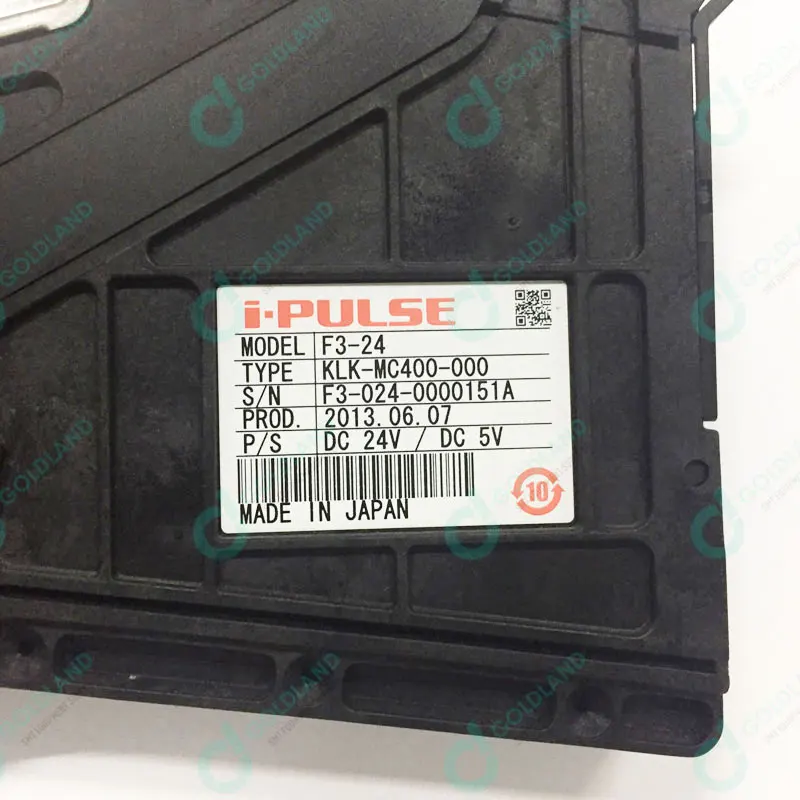 i-PULSE
MODEL F3-24
TYPE KLK-MC400-000
S/N F3-024-0000151A
PROD. 2013.06.07
P/S DC 24V / DC 5V
10
MADE IN JAPAN
GOLDLAND